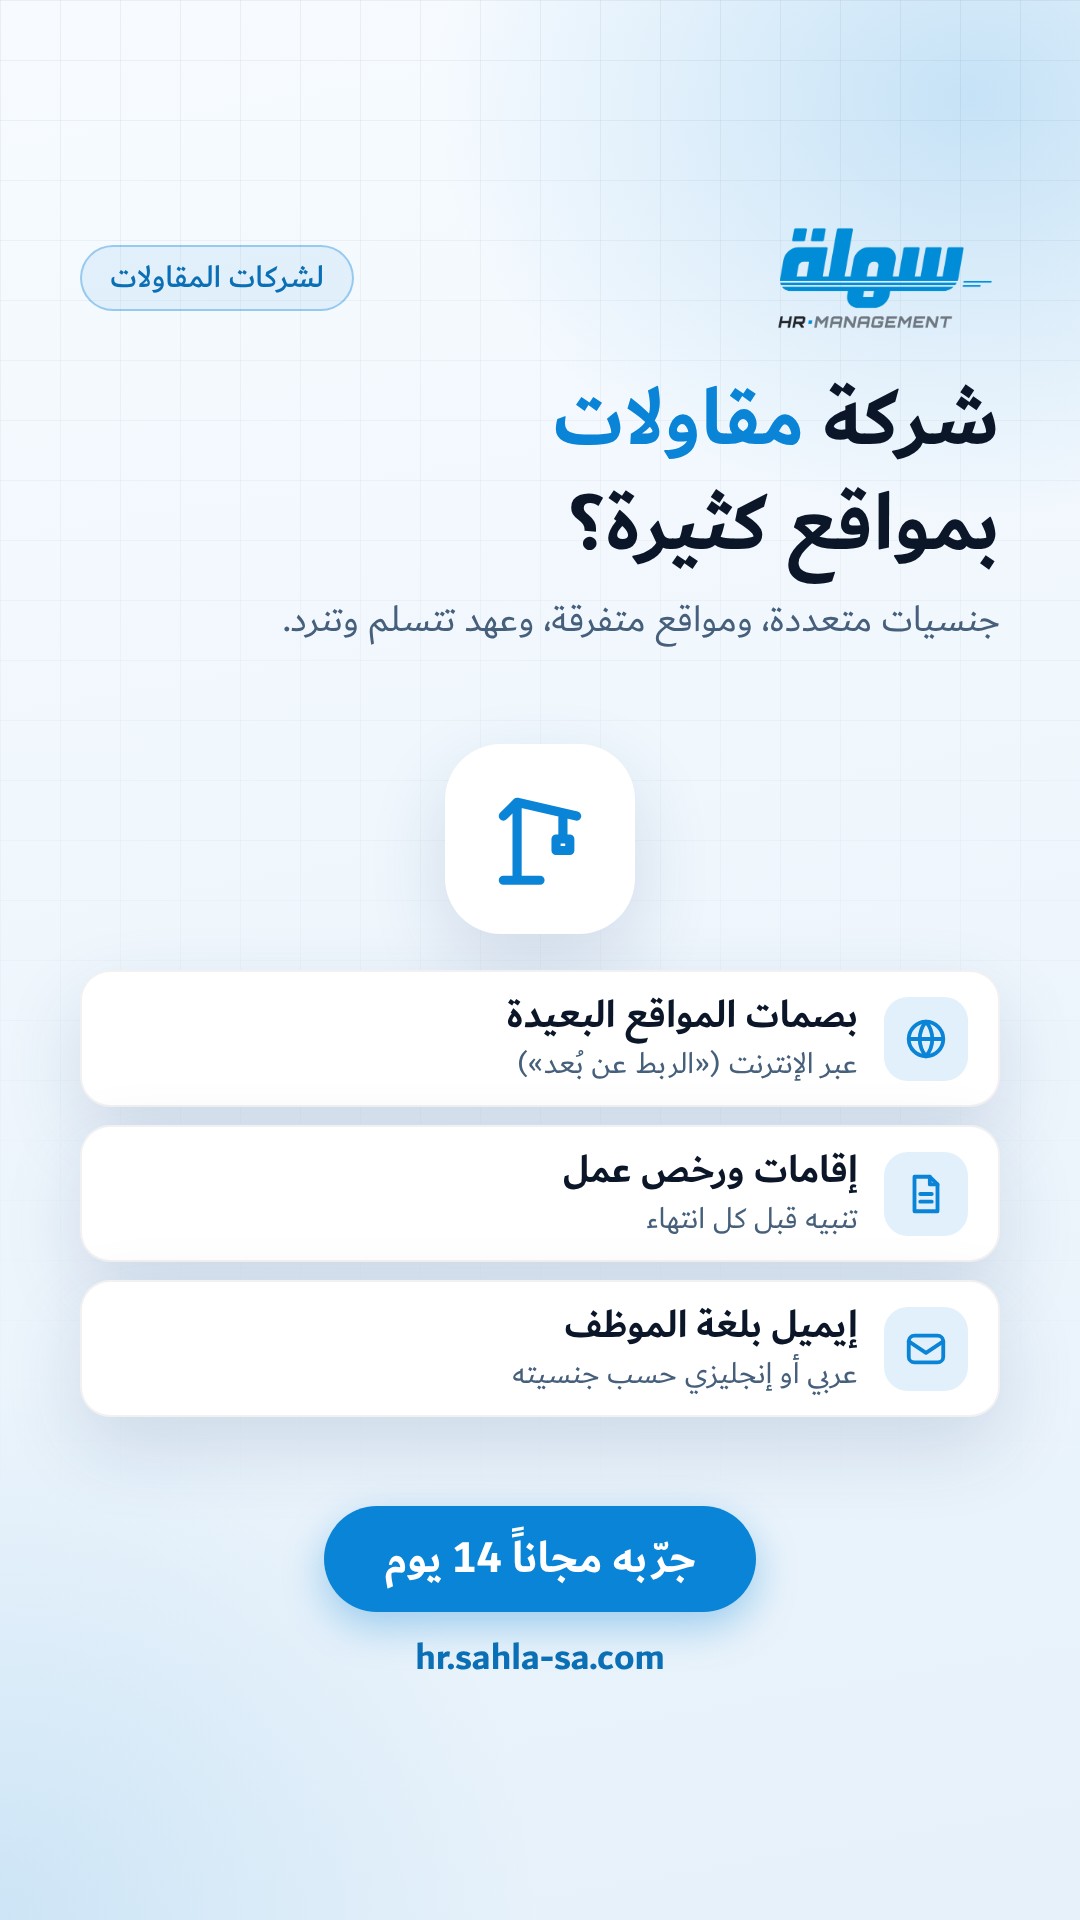 سهلة
HR·MANAGEMENT
لشركات المقاولات
شركة مقاولات
بمواقع كثيرة؟
جنسيات متعددة، ومواقع متفرقة، وعهد تتسلم وتنرد.
بصمات المواقع البعيدة
عبر الإنترنت («الربط عن بُعد»)
إقامات ورخص عمل
تنبيه قبل كل انتهاء
إيميل بلغة الموظف
عربي أو إنجليزي حسب جنسيته
جرّبه مجاناً 14 يوم
hr.sahla-sa.com